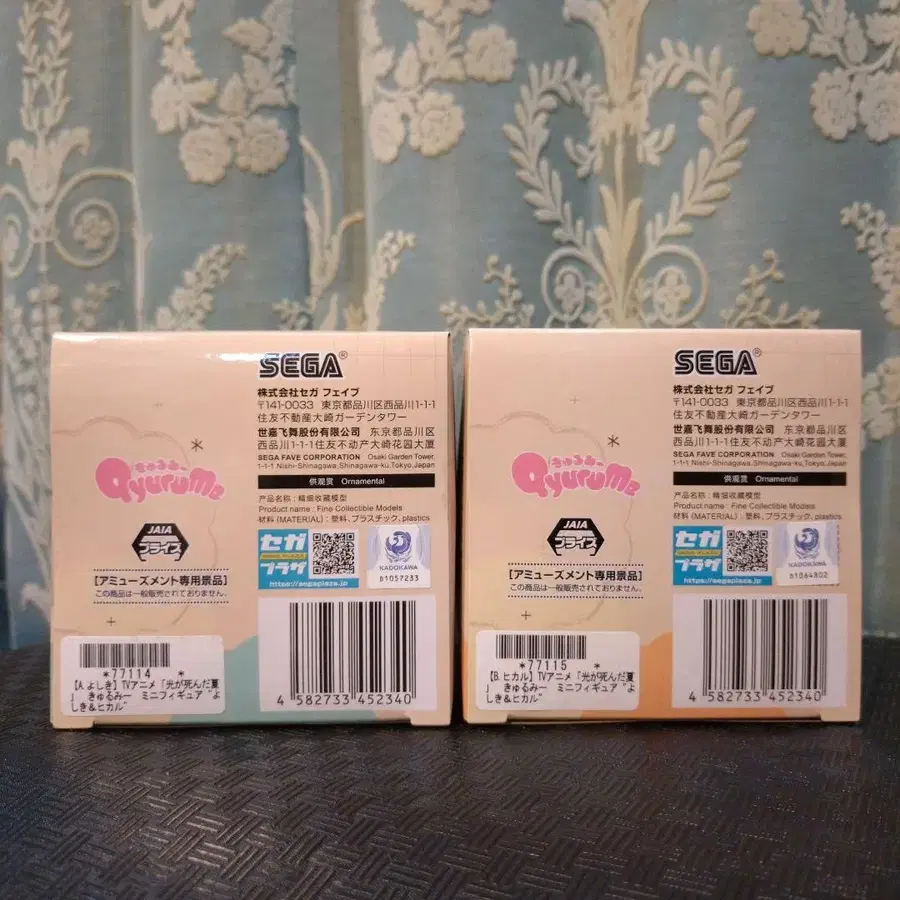 SEGA®
株式会社セガ フェイブ
〒141-0033 東京都品川区西品川1-1-1
住友不動産大崎ガーデンタワー
世嘉飞舞股份有限公司 东京都品川区
西品川1-1-1住友不动产大崎花园大厦
SEGA FAVE CORPORATION Osaki Garden Tower,
1-1-1 Nishi-Shinagawa,Shinagawa-ku,Tokyo,Japan
供观赏 Ornamental
产品名称：精细收藏模型
Product name : Fine Collectible Models
材料 (MATERIAL)：塑料, プラスチック, plastics
きゅるみー
QyuruMe
JAIA
プライズ
【アミューズメント専用景品】
この商品は一般販売されておりません。
セガ
プラザ
https://segaplaza.jp
KADOKAWA
b1057233
*77114 *
【A.よしき】TVアニメ「光が死んだ夏
」 きゅるみー ミニフィギュア "よ
しき＆ヒカル"
4 582733 452340
SEGA®
株式会社セガ フェイブ
〒141-0033 東京都品川区西品川1-1-1
住友不動産大崎ガーデンタワー
世嘉飞舞股份有限公司 东京都品川区
西品川1-1-1住友不动产大崎花园大厦
SEGA FAVE CORPORATION Osaki Garden Tower,
1-1-1 Nishi-Shinagawa,Shinagawa-ku,Tokyo,Japan
供观赏 Ornamental
产品名称：精细收藏模型
Product name : Fine Collectible Models
材料 (MATERIAL)：塑料, プラスチック, plastics
きゅるみー
QyuruMe
JAIA
プライズ
【アミューズメント専用景品】
この商品は一般販売されておりません。
セガ
プラザ
https://segaplaza.jp
KADOKAWA
b1064802
*77115 *
【B.ヒカル】TVアニメ「光が死んだ夏
」 きゅるみー ミニフィギュア "よ
しき＆ヒカル"
4 582733 452340